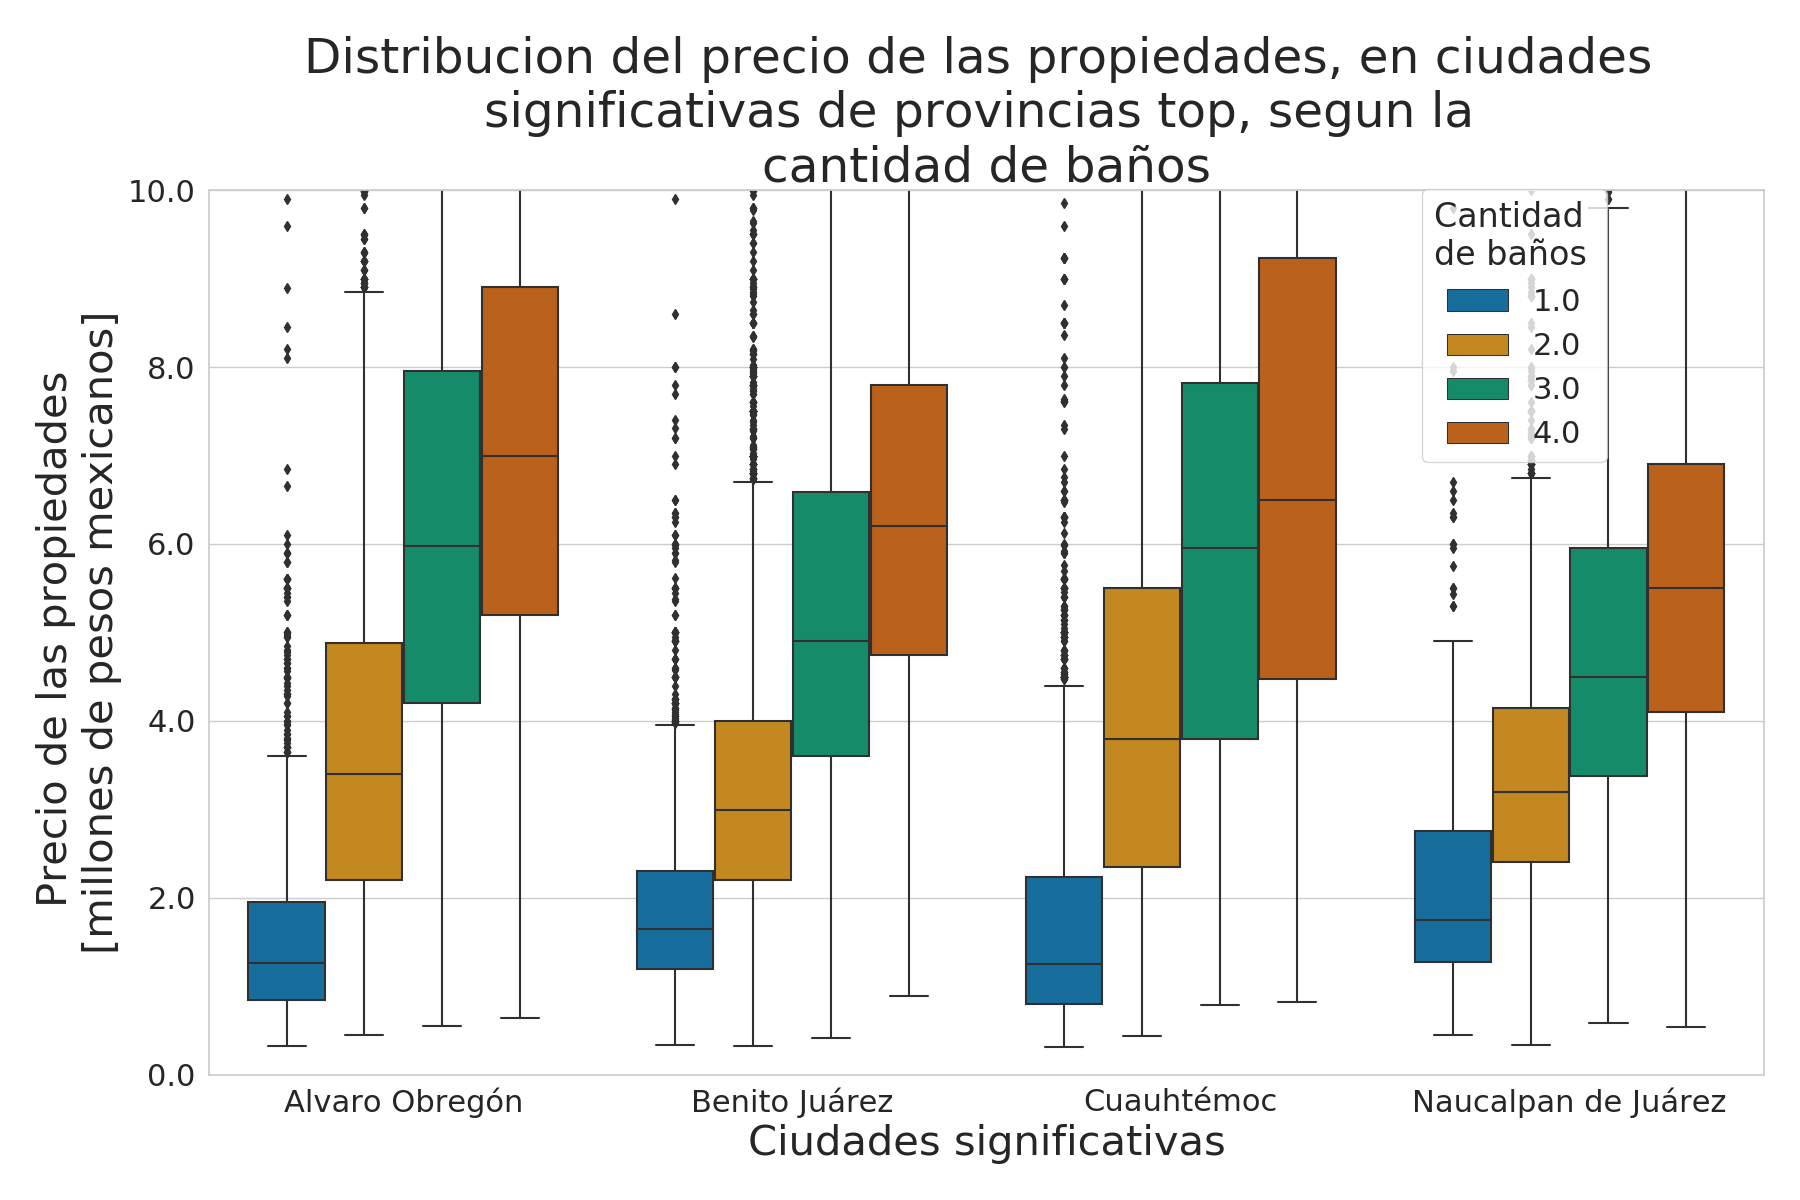 Distribucion del precio de las propiedades, en ciudades
significativas de provincias top, segun la
cantidad de baños
Precio de las propiedades
[millones de pesos mexicanos]
10.0
8.0
6.0
4.0
2.0
0.0
Cantidad
de baños
1.0
2.0
3.0
4.0
Alvaro Obregón
Benito Juárez
Cuauhtémoc
Naucalpan de Juárez
Ciudades significativas